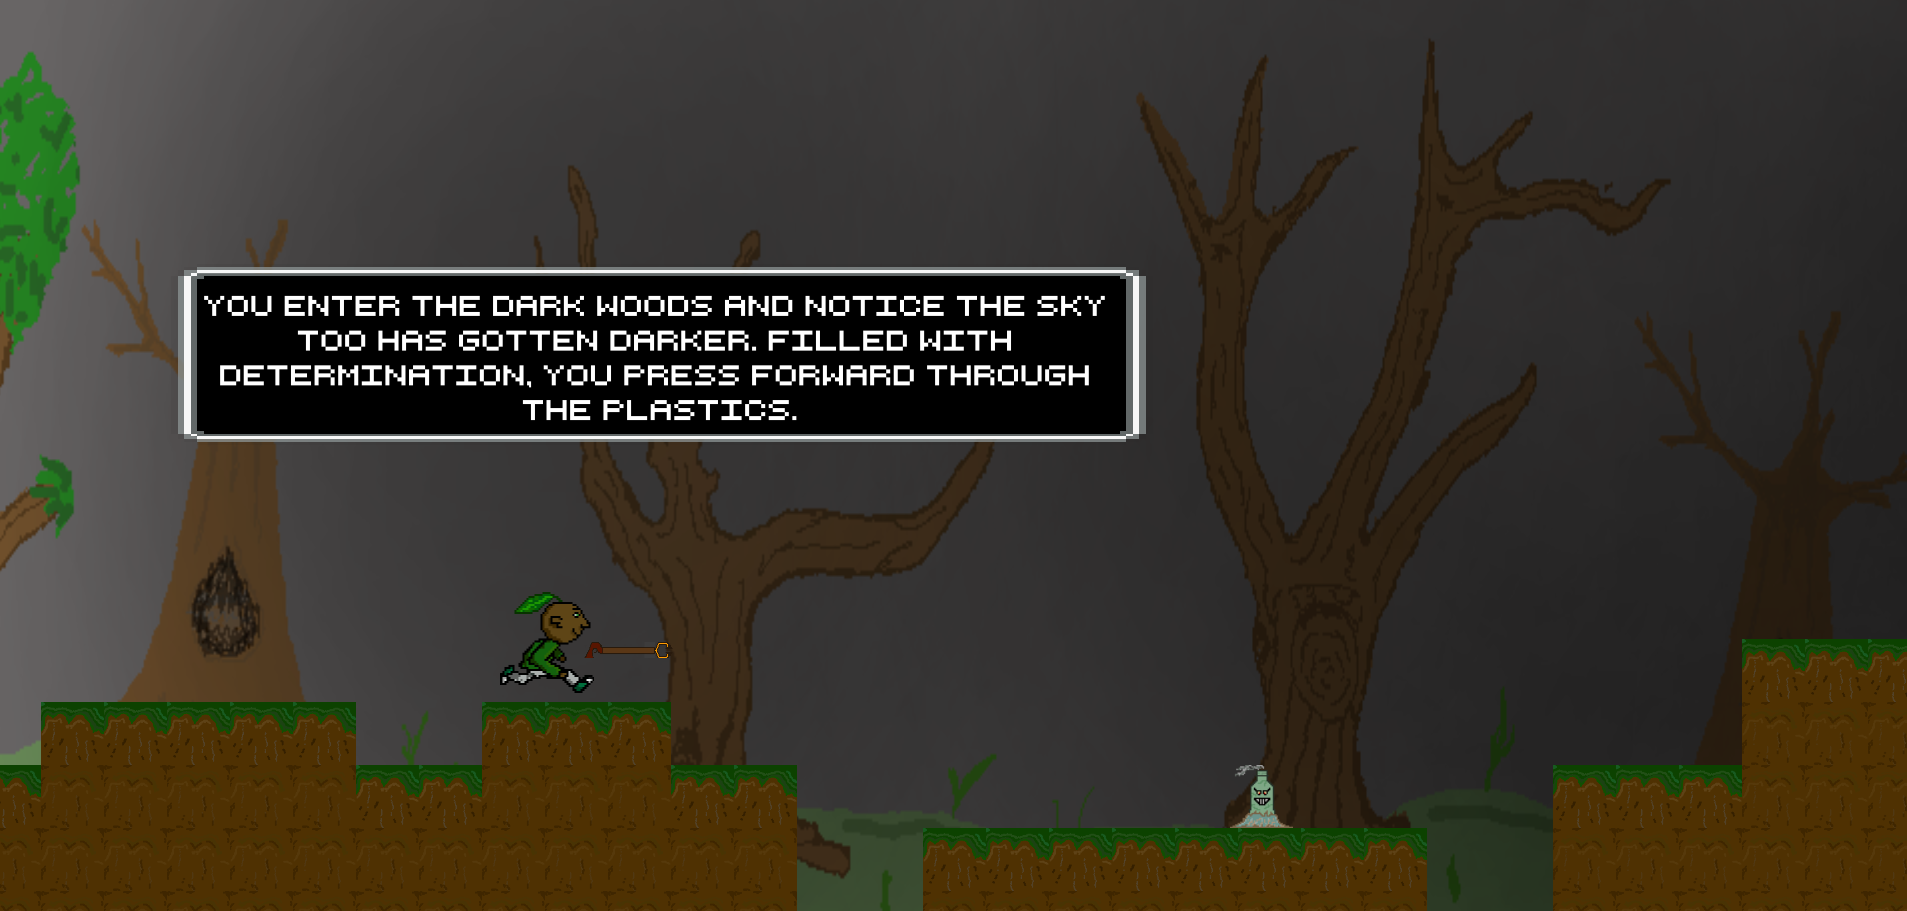 YOU ENTER THE DARK WOODS AND NOTICE THE SKY
TOO HAS GOTTEN DARKER. FILLED WITH
DETERMINATION, YOU PRESS FORWARD THROUGH
THE PLASTICS.